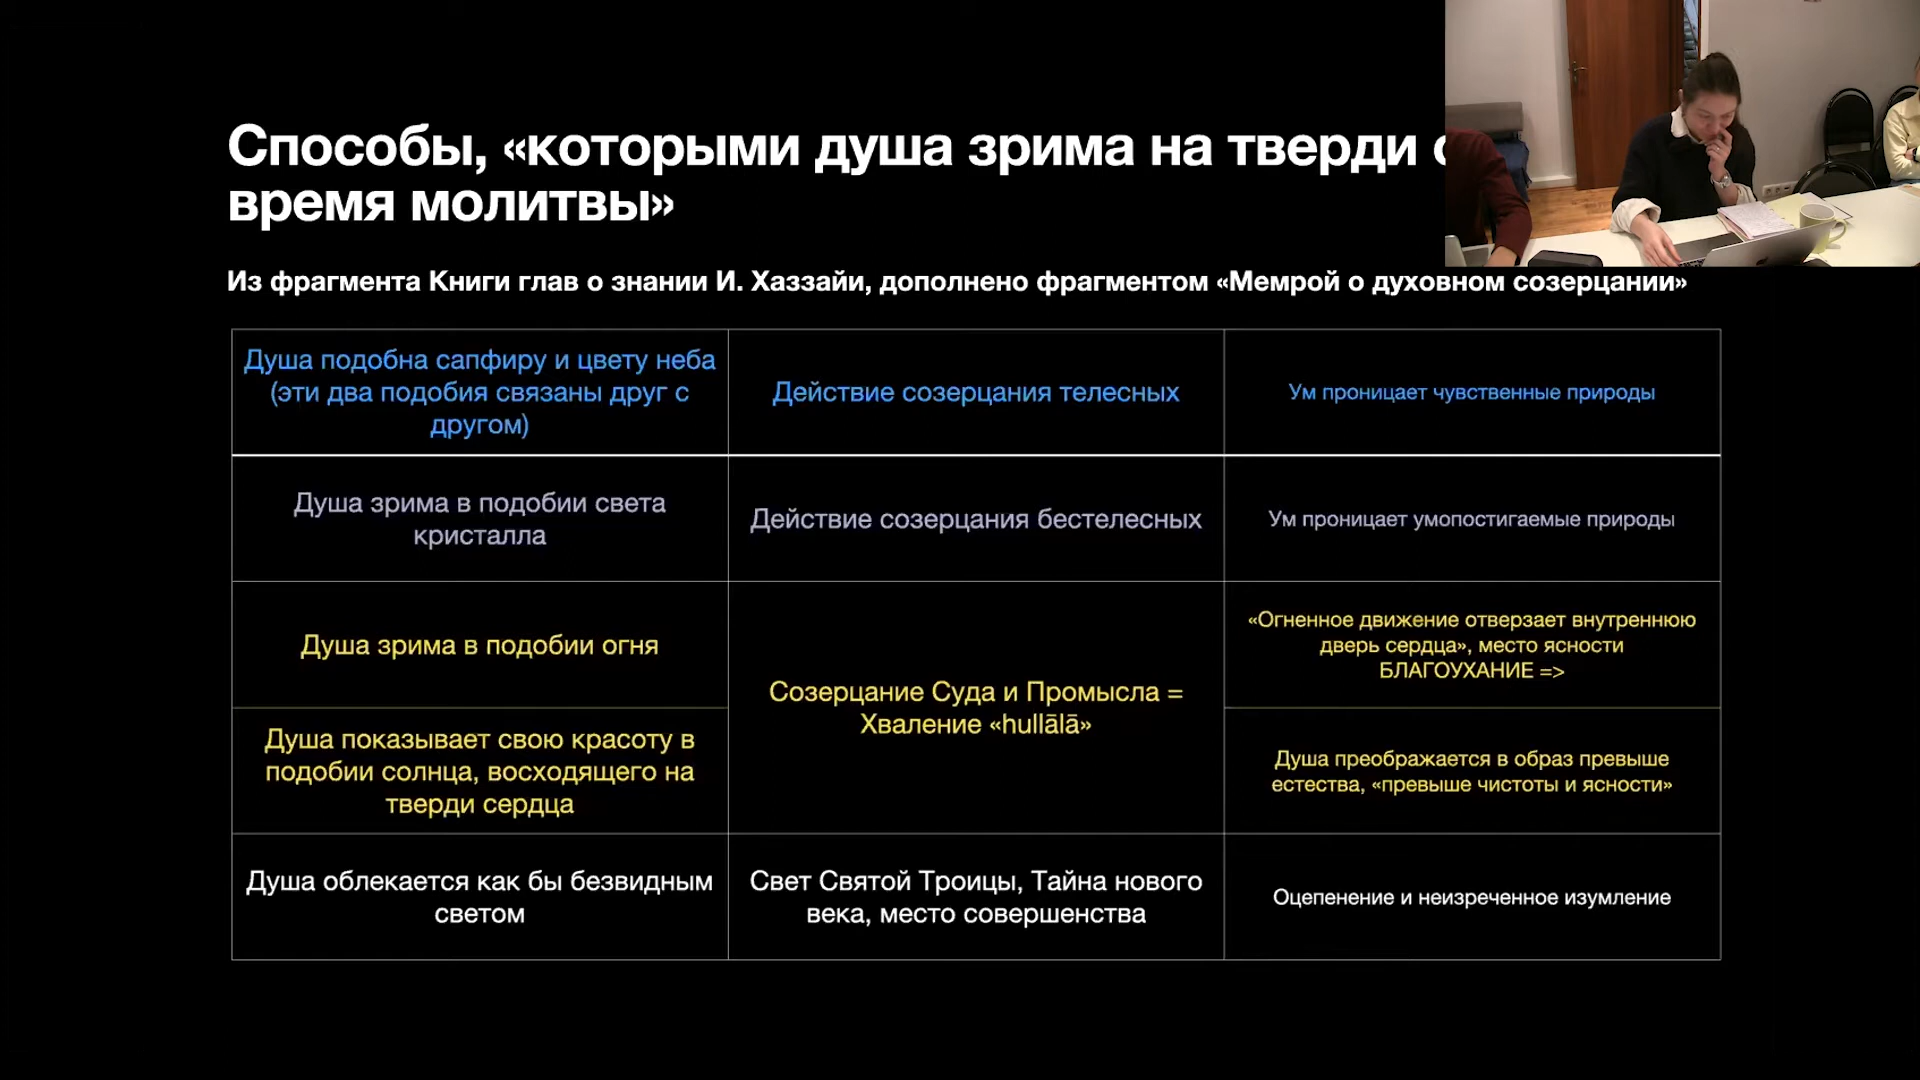 Способы, «которыми душа зрима на тверди
время молитвы»
Из фрагмента Книги глав о знании И. Хаззайи, дополнено фрагментом «Мемрой о духовном созерцании»
Душа подобна сапфиру и цвету неба
(эти два подобия связаны друг с
другом)
Действие созерцания телесных
Ум проницает чувственные природы
Душа зрима в подобии света
кристалла
Действие созерцания бестелесных
Ум проницает умопостигаемые природы
Душа зрима в подобии огня
Созерцание Суда и Промысла =
Хваление «hullālā»
«Огненное движение отверзает внутреннюю
дверь сердца», место ясности
БЛАГОУХАНИЕ =>
Душа показывает свою красоту в
подобии солнца, восходящего на
тверди сердца
Душа преображается в образ превыше
естества, «превыше чистоты и ясности»
Душа облекается как бы безвидным
светом
Свет Святой Троицы, Тайна нового
века, место совершенства
Оцепенение и неизреченное изумление